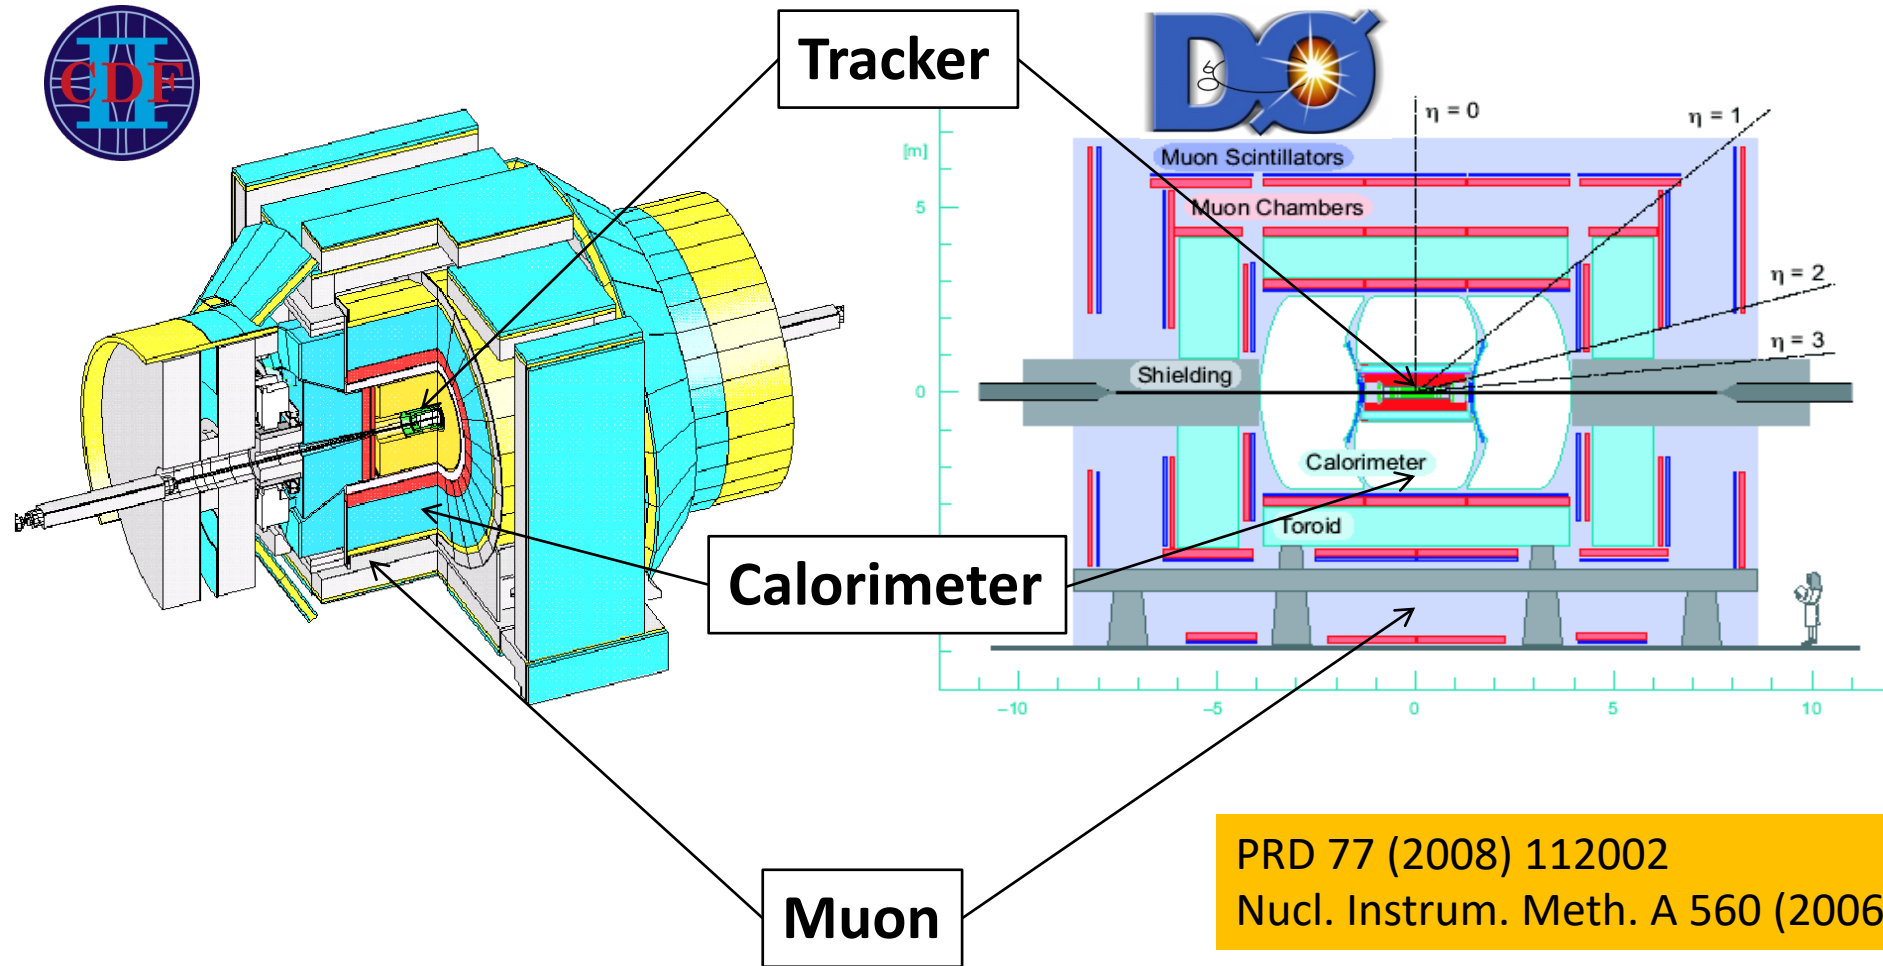 II
CDF
Tracker
DØ
η = 0
η = 1
[m]
Muon Scintillators
5
Muon Chambers
η = 2
η = 3
Shielding
0
Calorimeter
Toroid
Calorimeter
−10
−5
0
5
10
Muon
PRD 77 (2008) 112002
Nucl. Instrum. Meth. A 560 (2006